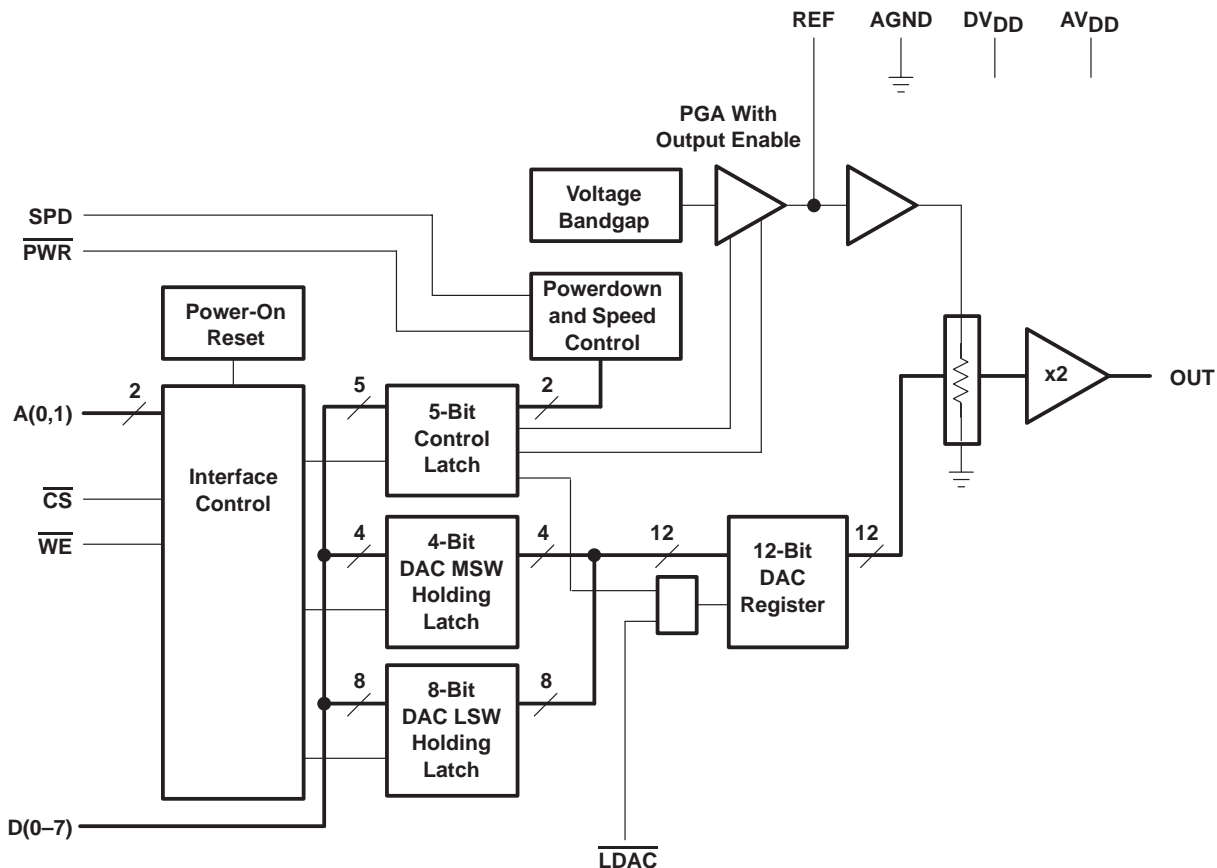 REF AGND DVDD AVDD
PGA With
Output Enable
Voltage
Bandgap
SPD
PWR
Powerdown
and Speed
Control
Power-On
Reset
x2
OUT
A(0,1)
2
5
5-Bit
Control
Latch
2
Interface
Control
CS
WE
4
4-Bit
DAC MSW
Holding
Latch
4
12
12-Bit
DAC
Register
12
8
8-Bit
DAC LSW
Holding
Latch
8
D(0–7)
LDAC